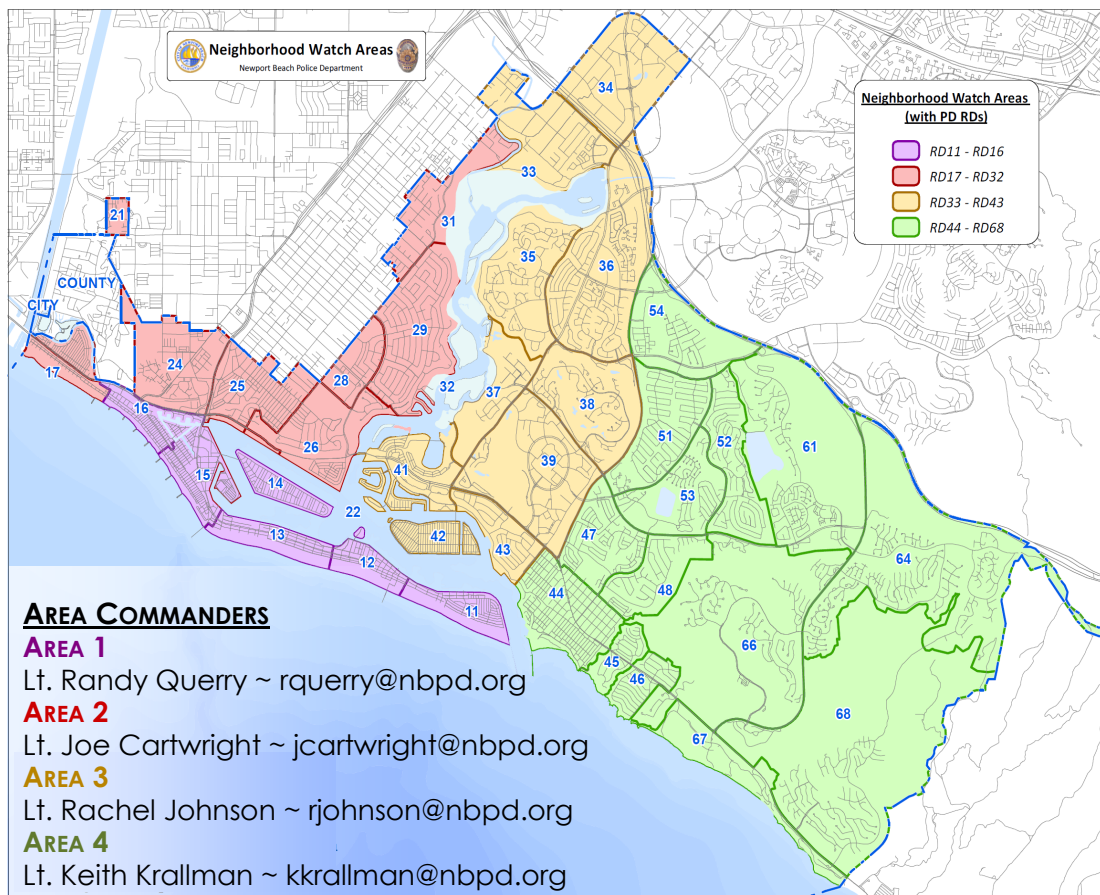 Neighborhood Watch Areas
Newport Beach Police Department
Neighborhood Watch Areas
(with PD RDs)
RD11 - RD16
RD17 - RD32
RD33 - RD43
RD44 - RD68
34
33
21
31
35
36
COUNTY
CITY
54
29
24
25
28
32
37
17
16
38
26
51
52
61
39
41
15
14
53
22
42
13
43
47
12
64
44
48
11
66
45
46
68
67
AREA COMMANDERS
AREA 1
Lt. Randy Querry ~ rquerry@nbpd.org
AREA 2
Lt. Joe Cartwright ~ jcartwright@nbpd.org
AREA 3
Lt. Rachel Johnson ~ rjohnson@nbpd.org
AREA 4
Lt. Keith Krallman ~ kkrallman@nbpd.org